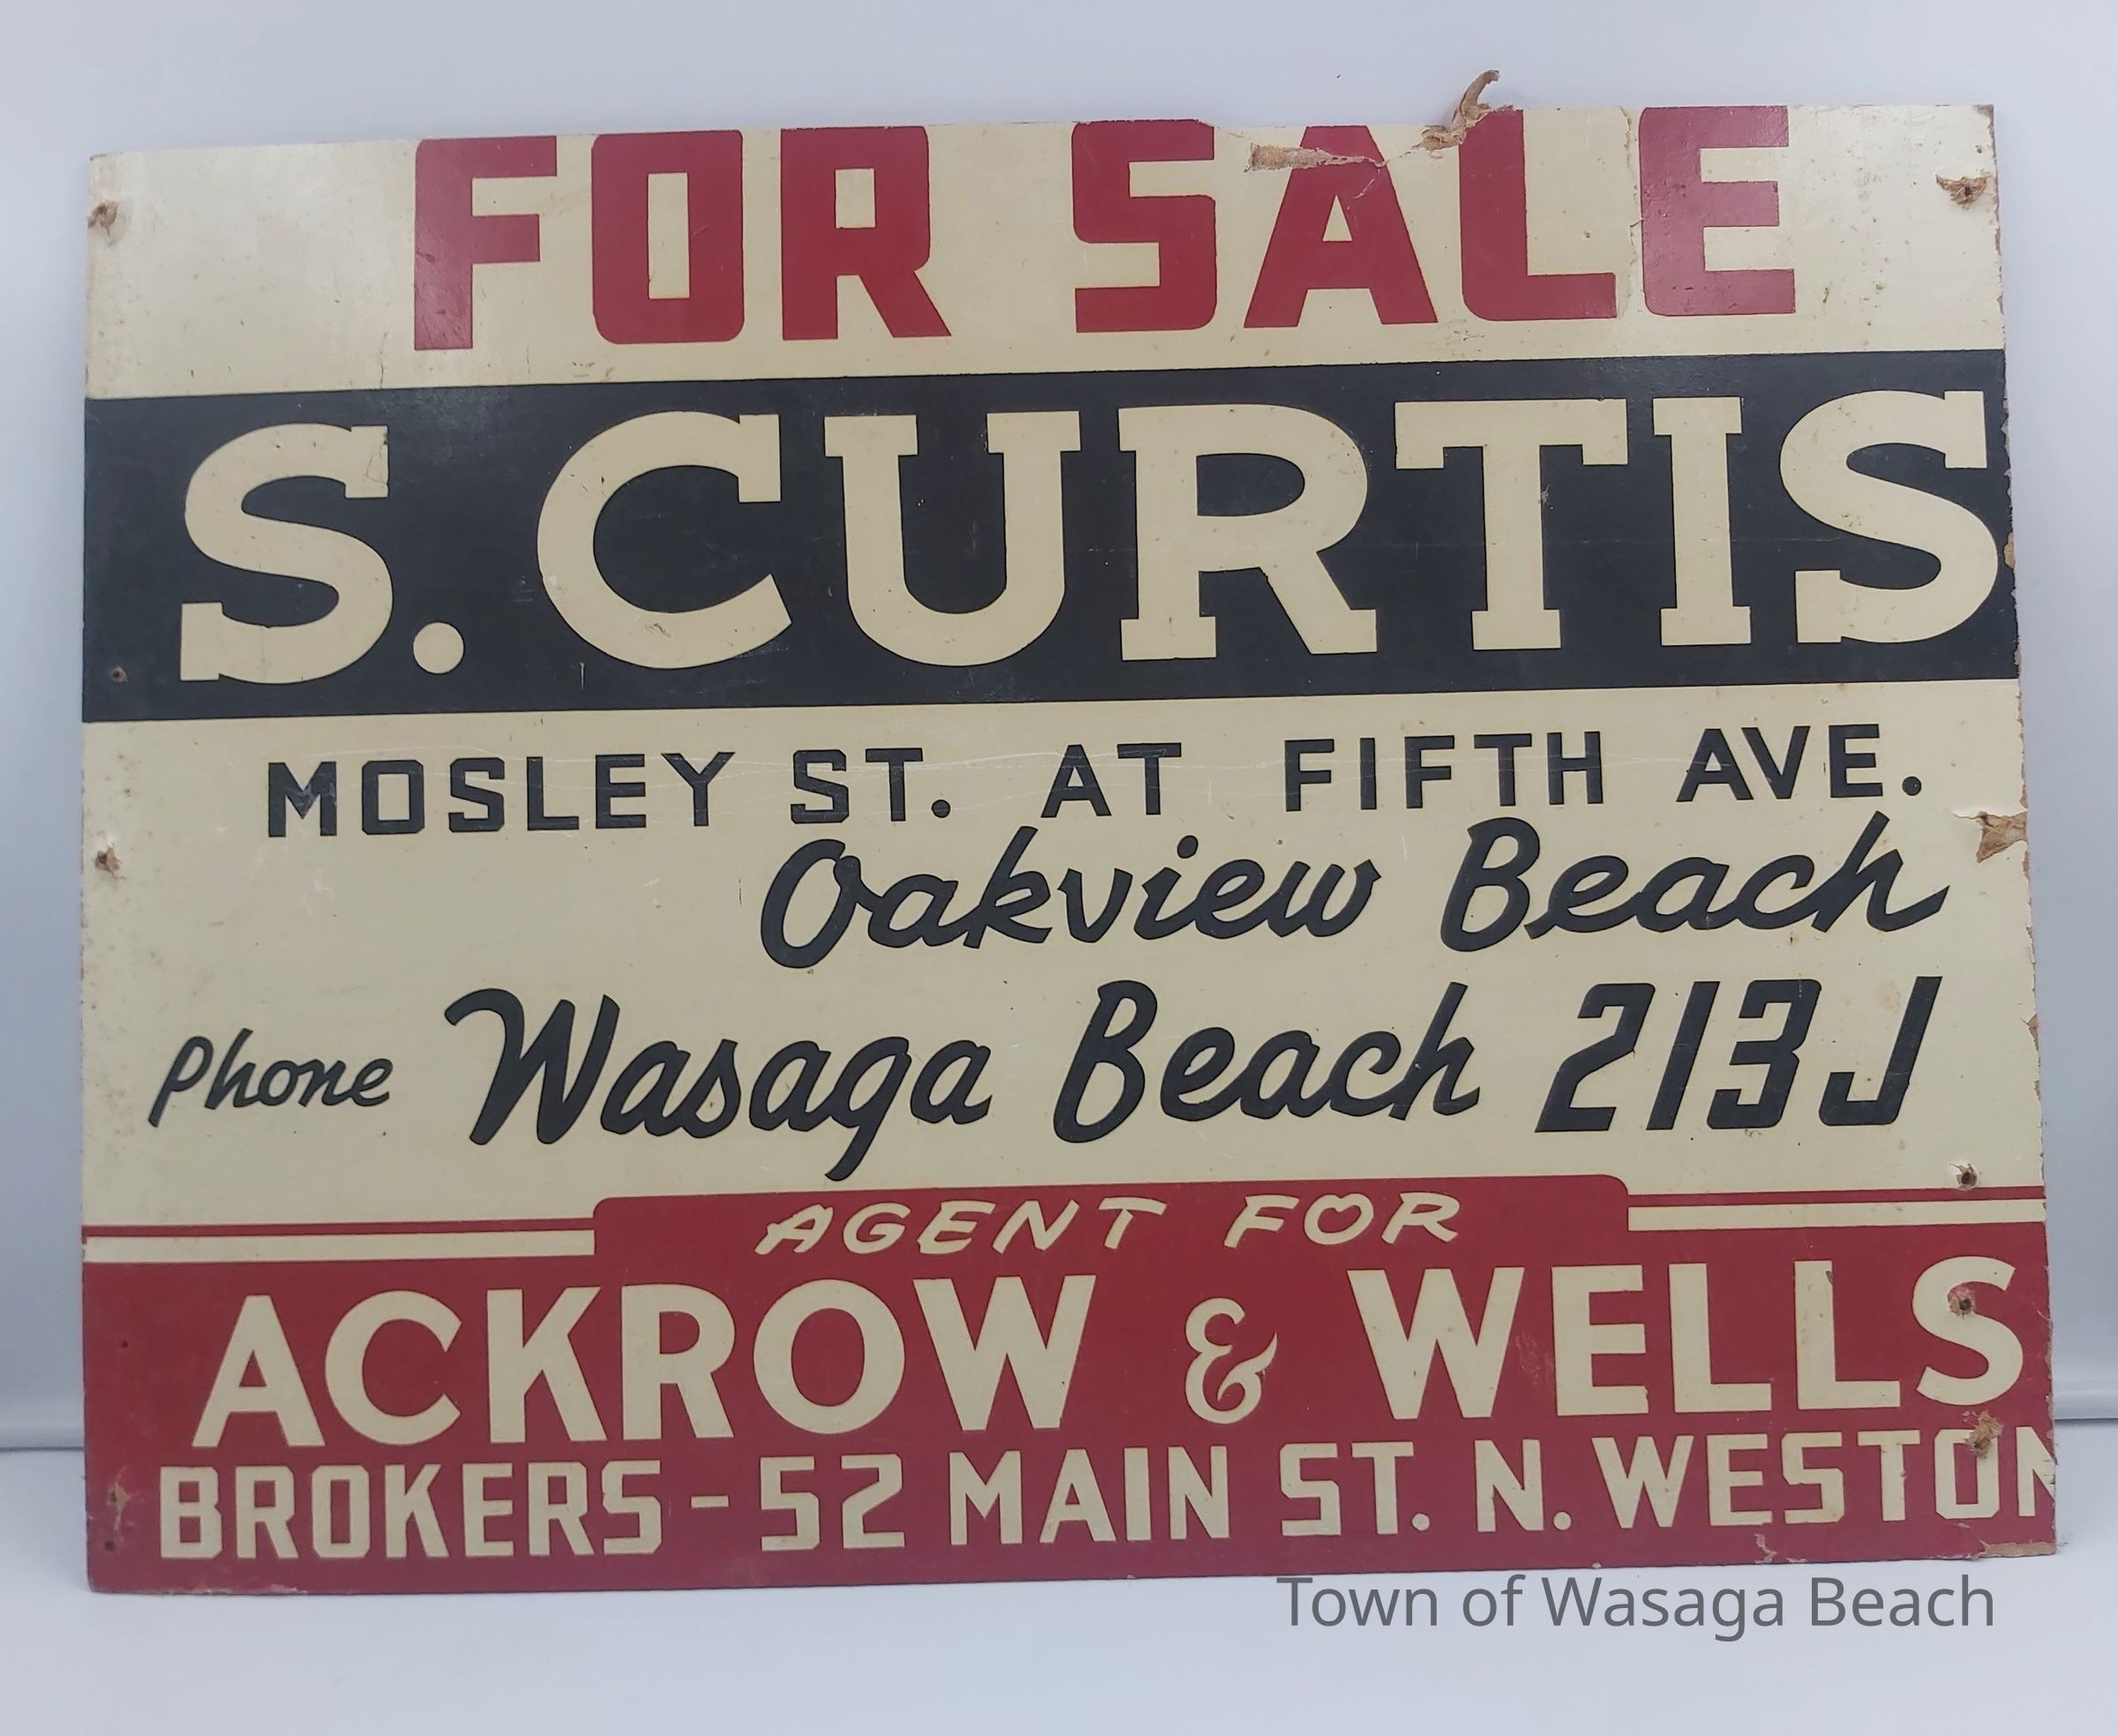 FOR SALE
S. CURTIS
MOSLEY ST. AT FIFTH AVE.
Oakview Beach
Phone Wasaga Beach 213J
AGENT FOR
ACKROW & WELLS
BROKERS - 52 MAIN ST. N. WESTON
Town of Wasaga Beach